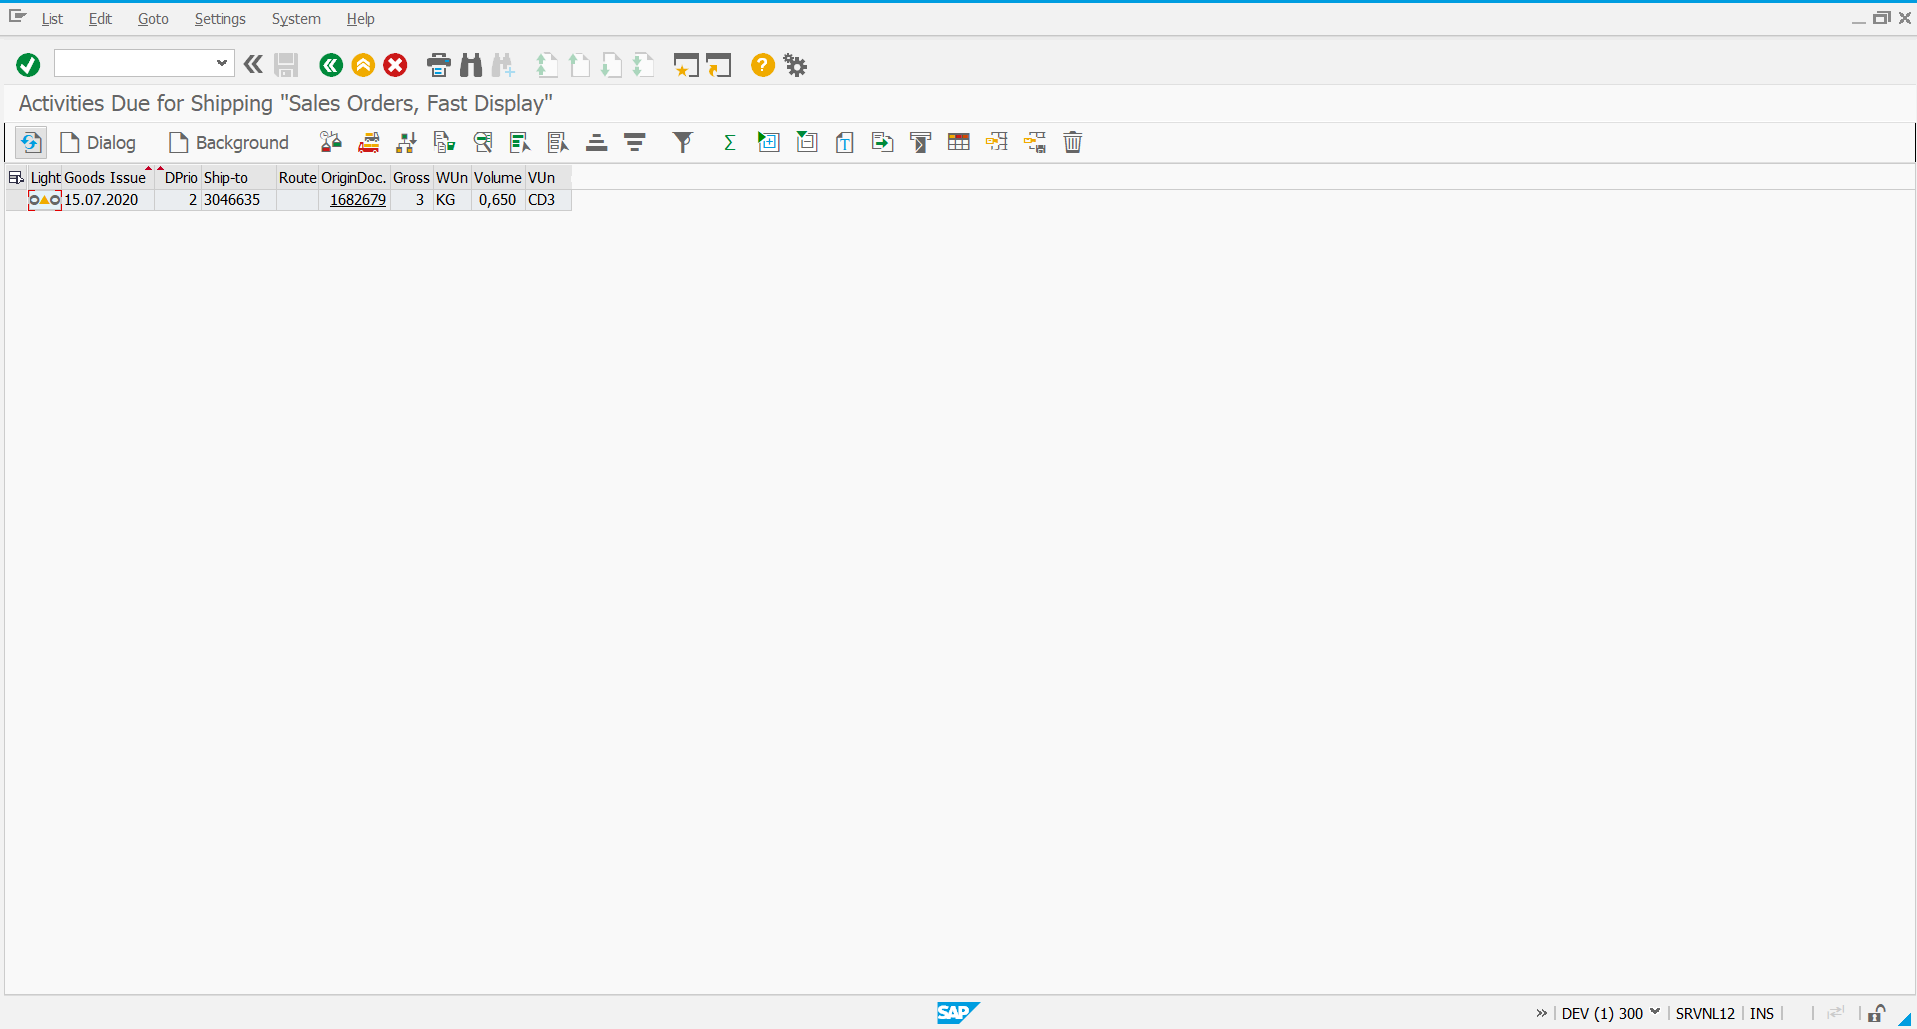 List Edit Goto Settings System Help
Activities Due for Shipping "Sales Orders, Fast Display"
Dialog Background
Light Goods Issue DPrio Ship-to Route OriginDoc. Gross WUn Volume VUn
15.07.2020 2 3046635 1682679 3 KG 0,650 CD3
SAP
DEV (1) 300 SRVNL12 INS